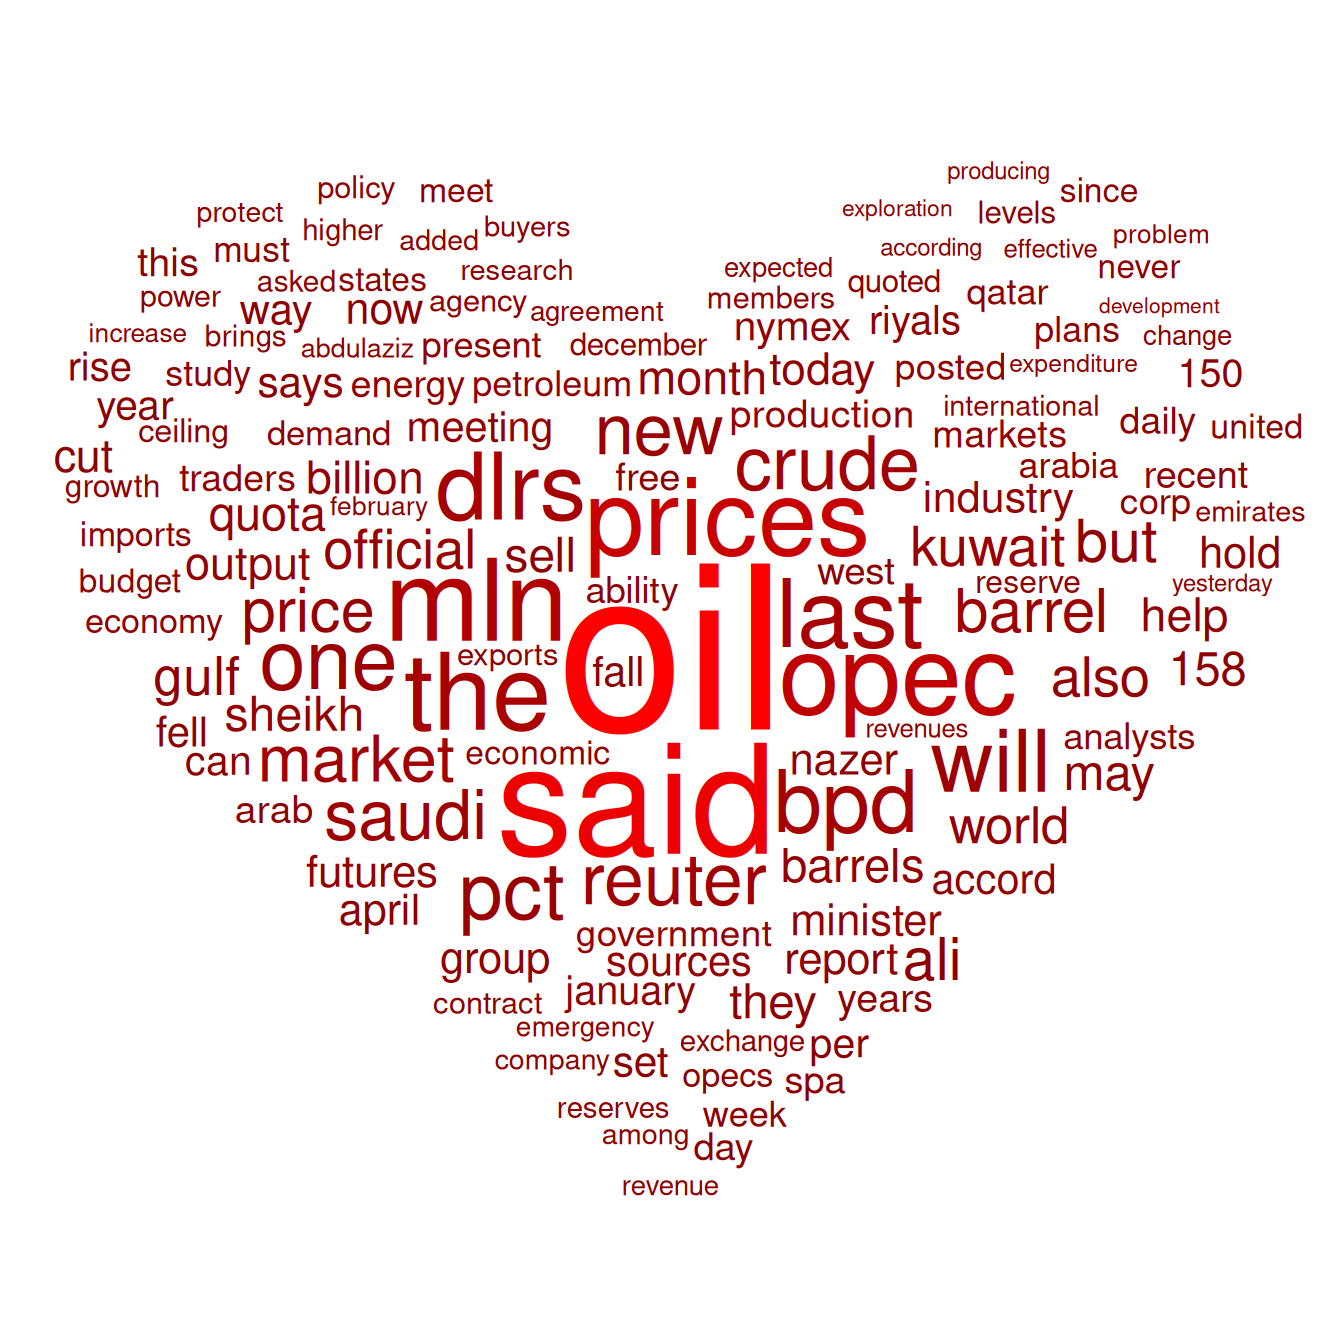 producing
policy meet since
protect exploration levels
higher added buyers problem
this must according effective
asked states research expected quoted never
power way now agency agreement members qatar development
increase brings nymex riyals plans change
abdulaziz present december
rise study says energy petroleum month today posted expenditure 150
year international
ceiling demand meeting new production markets daily united
cut traders billion dlrs free crude arabia recent
growth february industry corp emirates
imports quota prices
output official sell kuwait but hold
budget mln ability west reserve yesterday
economy price oil last barrel help
gulf one the exports fall opec also 158
fell sheikh revenues analysts
can market economic nazer will may
arab saudi said bpd world
futures pct reuter barrels accord
april government minister
group sources report ali
contract january they years
emergency exchange per
company set opecs spa
reserves week
among day
revenue